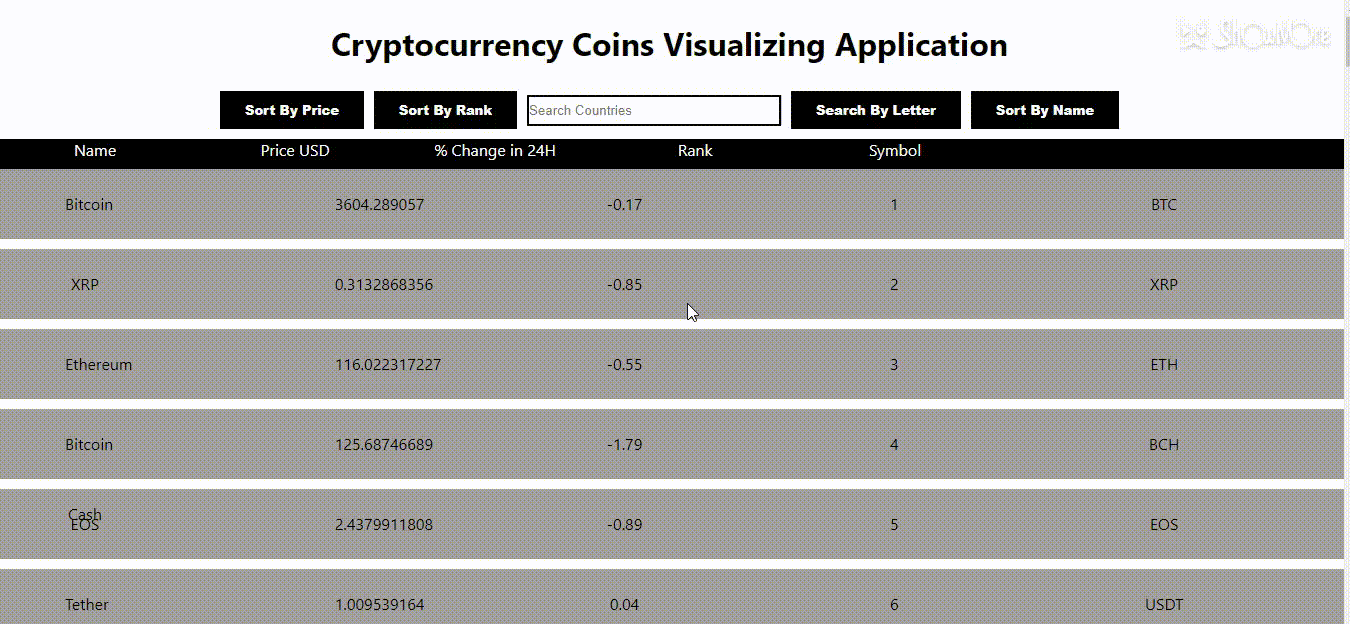 ShowMore
Cryptocurrency Coins Visualizing Application
Sort By Price Sort By Rank Search Countries Search By Letter Sort By Name
Name Price USD % Change in 24H Rank Symbol
Bitcoin 3604.289057 -0.17 1 BTC
XRP 0.3132868356 -0.85 2 XRP
Ethereum 116.022317227 -0.55 3 ETH
Bitcoin 125.68746689 -1.79 4 BCH
Cash
EOS 2.4379911808 -0.89 5 EOS
Tether 1.009539164 0.04 6 USDT